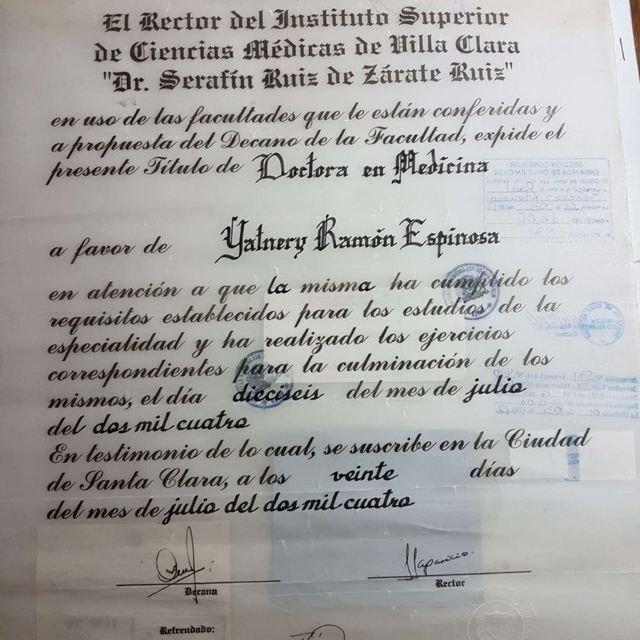 El Rector del Instituto Superior
de Ciencias Médicas de Villa Clara
"Dr. Serafín Ruiz de Zárate Ruiz"
en uso de las facultades que le están conferidas y
a propuesta del Decano de la Facultad, expide el
presente Título de Doctora en Medicina
a favor de Yatnery Ramón Espinosa
en atención a que la misma ha cumplido los
requisitos establecidos para los estudios de la
especialidad y ha realizado los ejercicios
correspondientes para la culminación de los
mismos, el día dieciseis del mes de julio
del dos mil cuatro
En testimonio de lo cual, se suscribe en la Ciudad
de Santa Clara, a los veinte días
del mes de julio del dos mil cuatro
Decana
Rector
Refrendado: